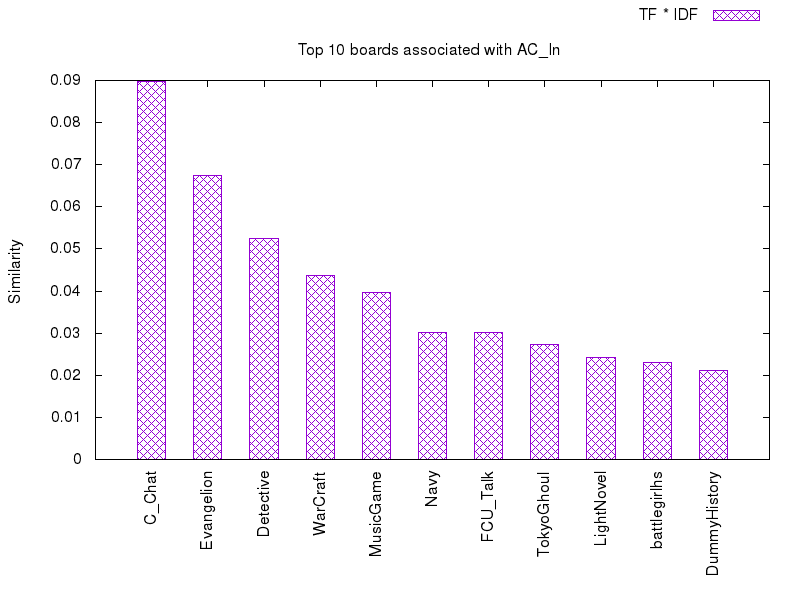 TF * IDF
Top 10 boards associated with AC_In
Similarity
0.09
0.08
0.07
0.06
0.05
0.04
0.03
0.02
0.01
0
C_Chat
Evangelion
Detective
WarCraft
MusicGame
Navy
FCU_Talk
TokyoGhoul
LightNovel
battlegirlhs
DummyHistory